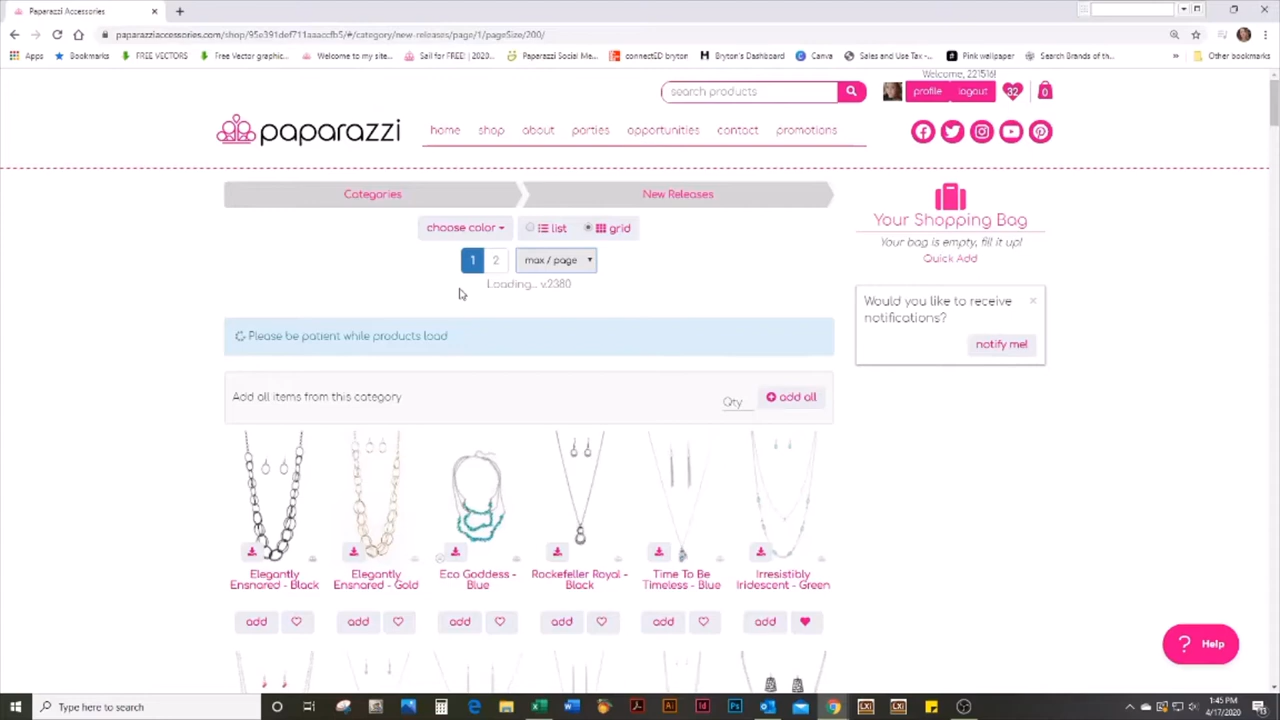 Paparazzi Accessories
paparazziaccessories.com/shop/95e391def711aaaccfb5/#/category/new-releases/page/1/pageSize/200/
Apps Bookmarks FREE VECTORS Free Vector graphic... Welcome to my site... Sail for FREE! | 2020... Paparazzi Social Me... connectED bryton Bryton's Dashboard Canva Sales and Use Tax -... Pink wallpaper Search Brands of th... » Other bookmarks
Welcome, 221516!
search products profile logout 32 0
paparazzi home shop about parties opportunities contact promotions
Categories New Releases
Your Shopping Bag
choose color list grid
Your bag is empty, fill it up!
1 2 max / page Quick Add
Loading... v.2380
Would you like to receive
notifications?
notify me!
Please be patient while products load
Add all items from this category Qty add all
Elegantly Ensnared - Black
Elegantly Ensnared - Gold
Eco Goddess - Blue
Rockefeller Royal - Black
Time To Be Timeless - Blue
Irresistibly Iridescent - Green
add add add add add add
? Help
Type here to search
1:45 PM
4/17/2020
13